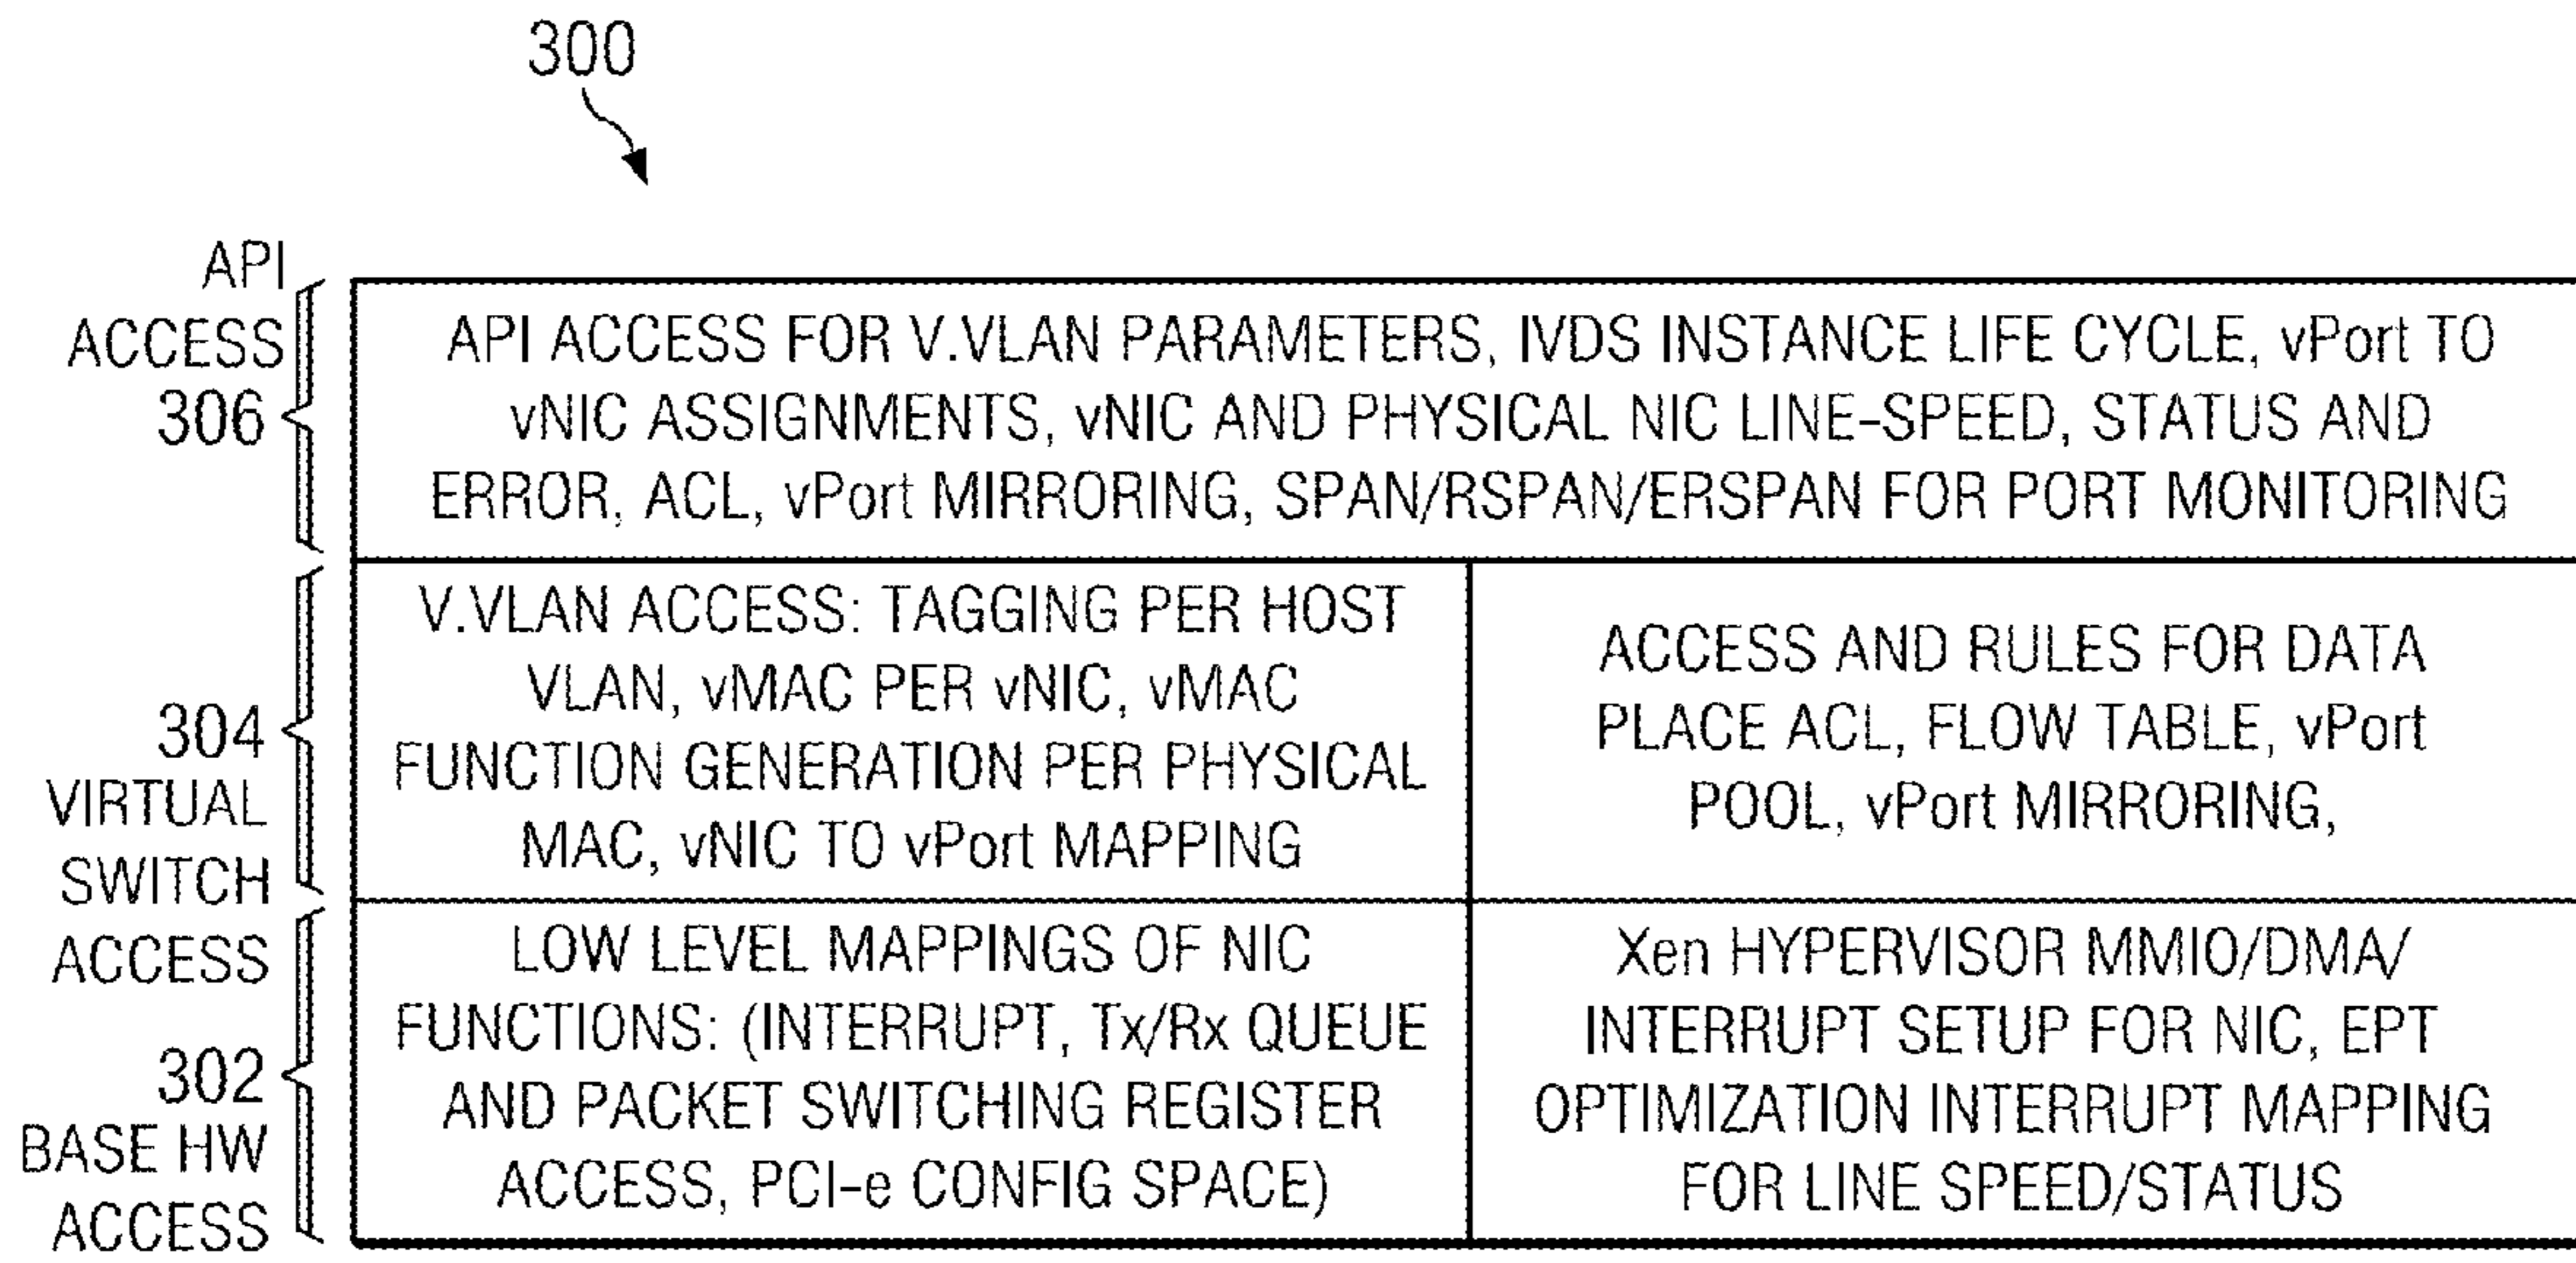 300
API
ACCESS
306
API ACCESS FOR V.VLAN PARAMETERS, IVDS INSTANCE LIFE CYCLE, vPort TO
vNIC ASSIGNMENTS, vNIC AND PHYSICAL NIC LINE-SPEED, STATUS AND
ERROR, ACL, vPort MIRRORING, SPAN/RSPAN/ERSPAN FOR PORT MONITORING
304
VIRTUAL
SWITCH
ACCESS
V.VLAN ACCESS: TAGGING PER HOST
VLAN, vMAC PER vNIC, vMAC
FUNCTION GENERATION PER PHYSICAL
MAC, vNIC TO vPort MAPPING
ACCESS AND RULES FOR DATA
PLACE ACL, FLOW TABLE, vPort
POOL, vPort MIRRORING,
302
BASE HW
ACCESS
LOW LEVEL MAPPINGS OF NIC
FUNCTIONS: (INTERRUPT, Tx/Rx QUEUE
AND PACKET SWITCHING REGISTER
ACCESS, PCI-e CONFIG SPACE)
Xen HYPERVISOR MMIO/DMA/
INTERRUPT SETUP FOR NIC, EPT
OPTIMIZATION INTERRUPT MAPPING
FOR LINE SPEED/STATUS